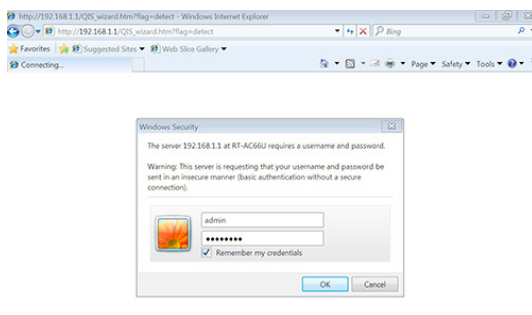 http://192.168.1.1/QIS_wizard.htm?flag=detect - Windows Internet Explorer
http://192.168.1.1/QIS_wizard.htm?flag=detect
Bing
Favorites Suggested Sites Web Slice Gallery
Connecting... Page Safety Tools
Windows Security
The server 192.168.1.1 at RT-AC66U requires a username and password.
Warning: This server is requesting that your username and password be
sent in an insecure manner (basic authentication without a secure
connection).
admin
••••••••
Remember my credentials
OK Cancel